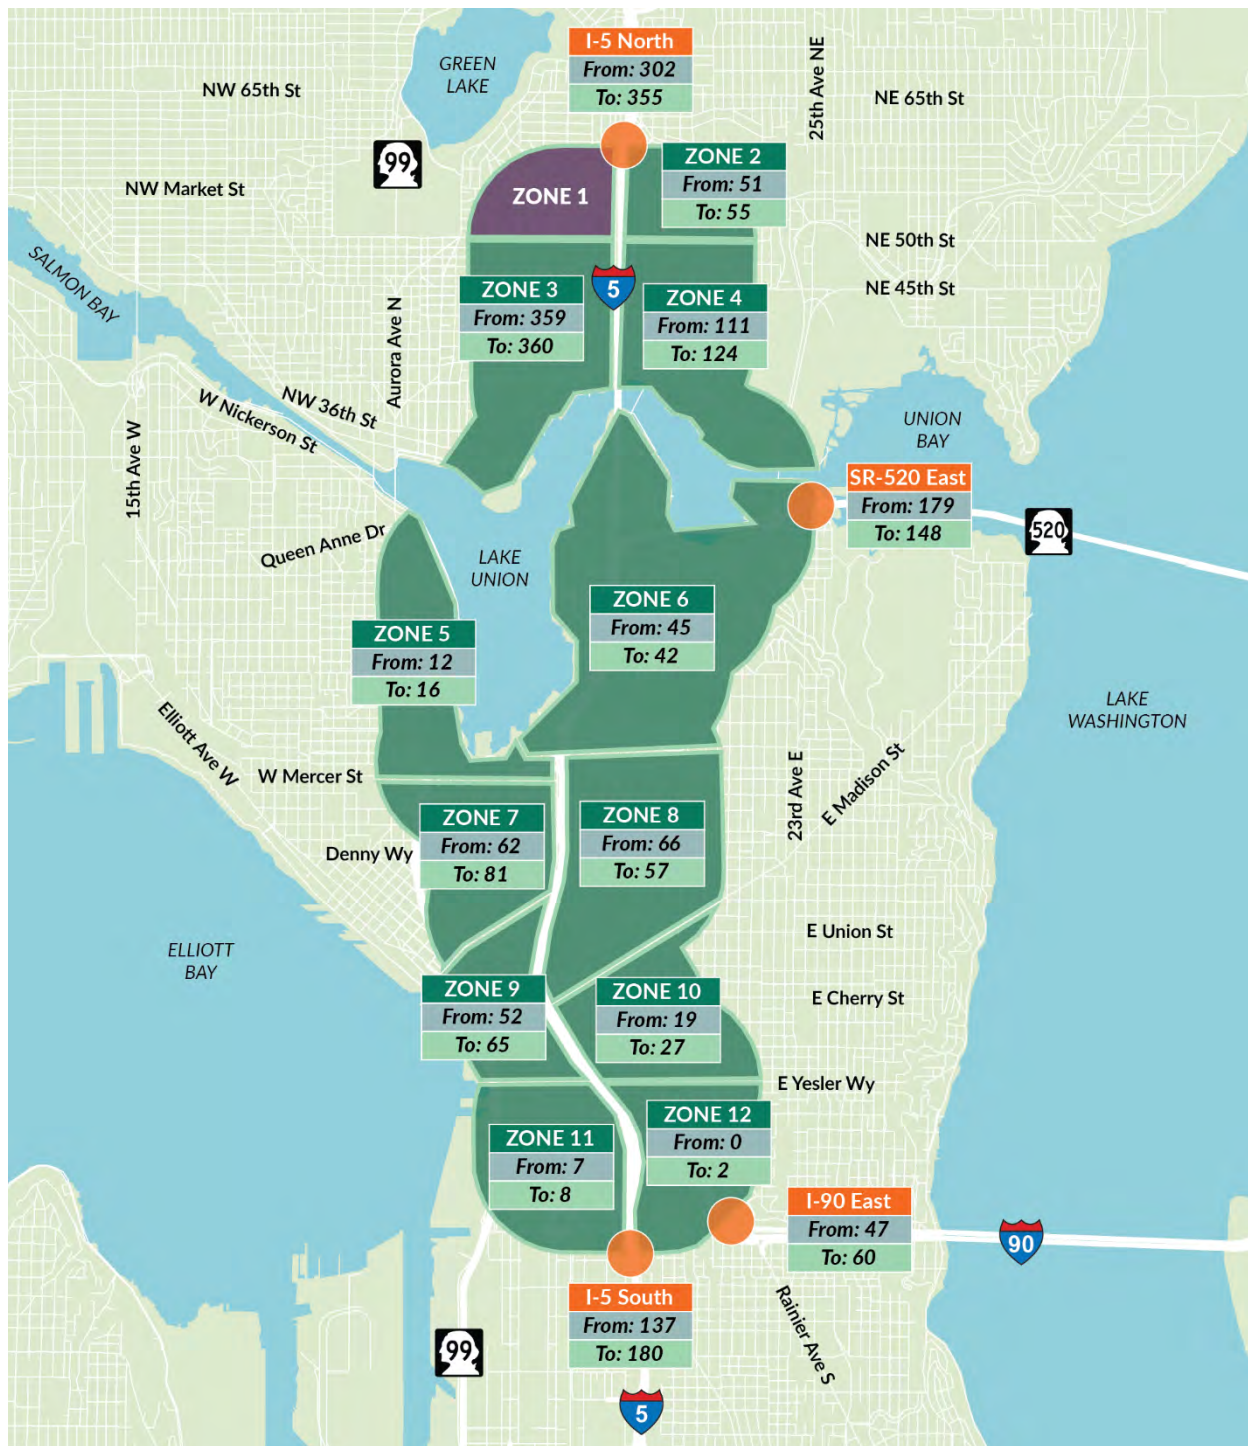 I-5 North
From: 302
To: 355
GREEN
LAKE
25th Ave NE
NW 65th St
NE 65th St
99
ZONE 2
From: 51
To: 55
NW Market St
ZONE 1
NE 50th St
SALMON BAY
5
ZONE 3
From: 359
To: 360
ZONE 4
From: 111
To: 124
NE 45th St
Aurora Ave N
NW 36th St
W Nickerson St
15th Ave W
UNION
BAY
SR-520 East
From: 179
To: 148
520
Queen Anne Dr
LAKE
UNION
ZONE 6
From: 45
To: 42
ZONE 5
From: 12
To: 16
LAKE
WASHINGTON
Elliott Ave W
W Mercer St
23rd Ave E
E Madison St
ZONE 7
From: 62
To: 81
ZONE 8
From: 66
To: 57
Denny Wy
E Union St
ELLIOTT
BAY
ZONE 9
From: 52
To: 65
ZONE 10
From: 19
To: 27
E Cherry St
E Yesler Wy
ZONE 12
From: 0
To: 2
ZONE 11
From: 7
To: 8
I-90 East
From: 47
To: 60
90
I-5 South
From: 137
To: 180
Rainier Ave S
99
5